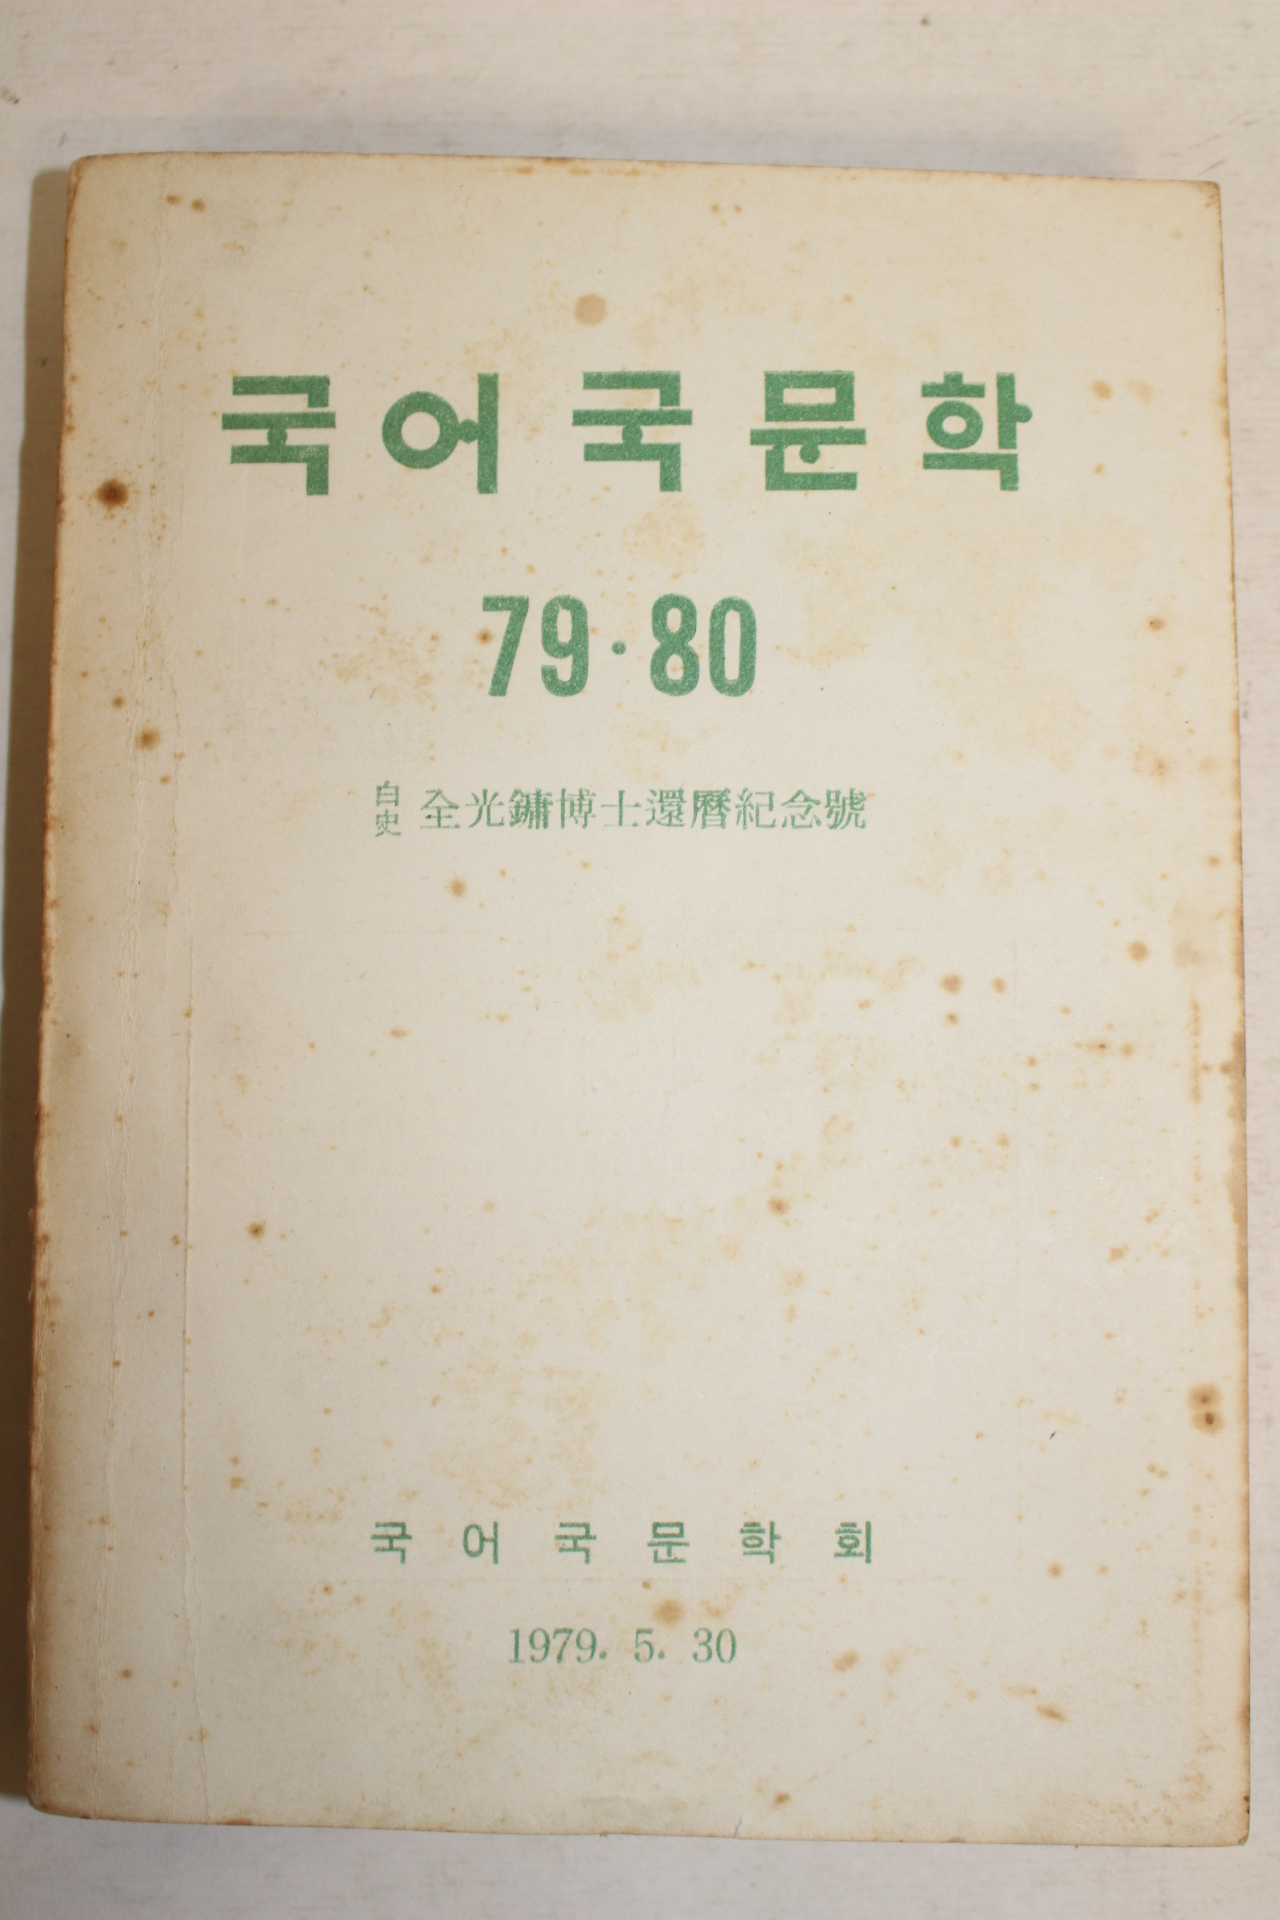 국어국문학
79·80
白史 全光鏞博士還曆紀念號
국어국문학회
1979. 5. 30